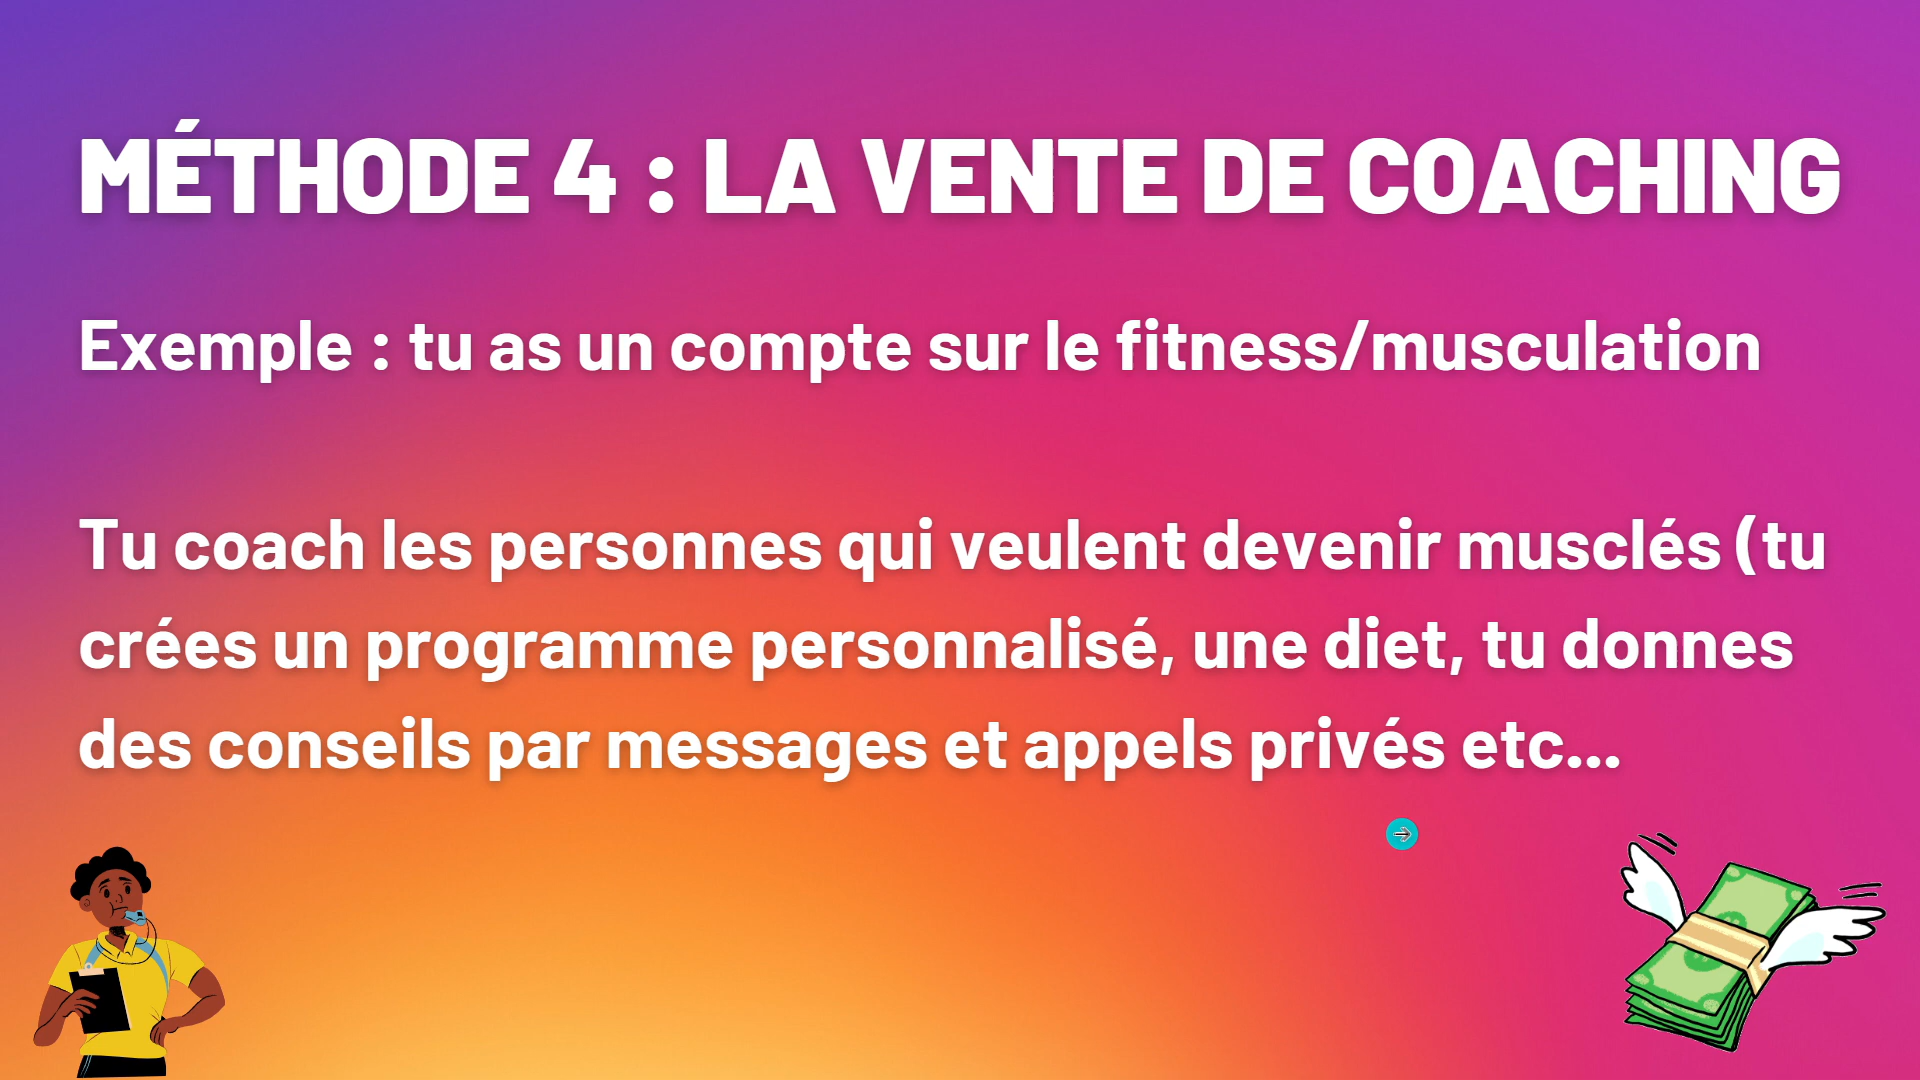 MÉTHODE 4 : LA VENTE DE COACHING
Exemple : tu as un compte sur le fitness/musculation
Tu coach les personnes qui veulent devenir musclés (tu
crées un programme personnalisé, une diet, tu donnes
des conseils par messages et appels privés etc...